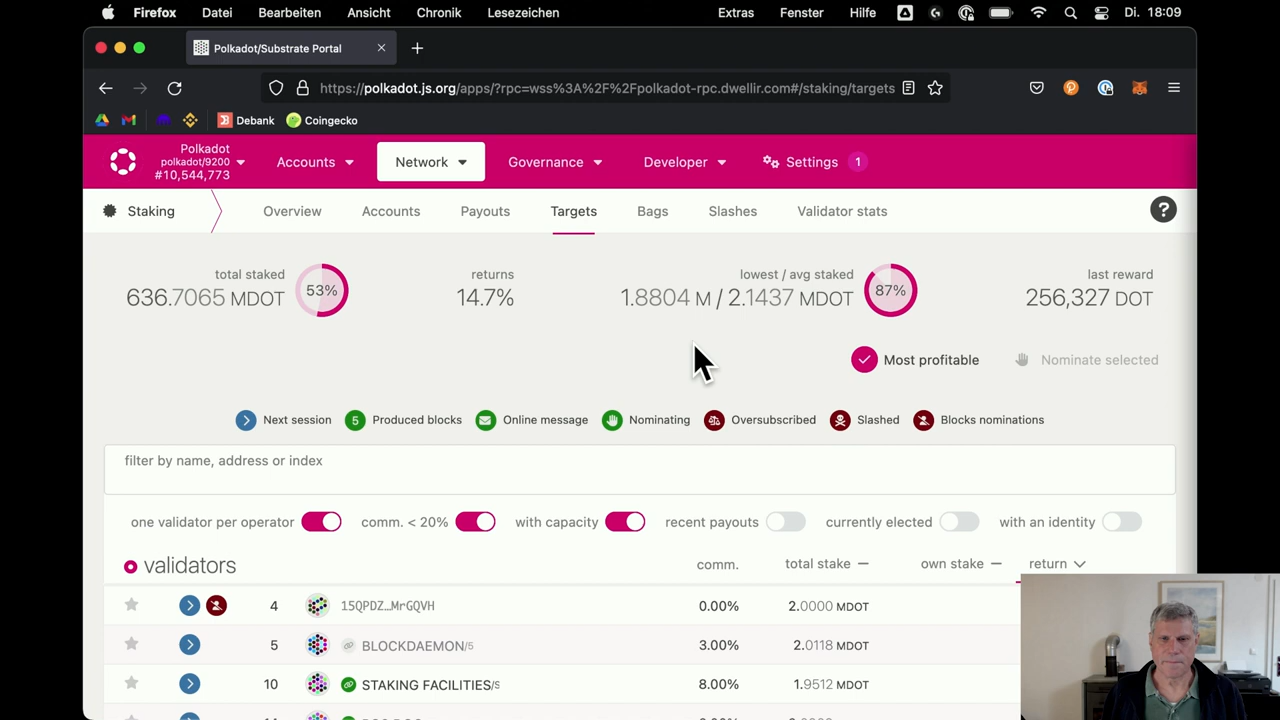 Firefox Datei Bearbeiten Ansicht Chronik Lesezeichen Extras Fenster Hilfe Di. 18:09
Polkadot/Substrate Portal
https://polkadot.js.org/apps/?rpc=wss%3A%2F%2Fpolkadot-rpc.dwellir.com#/staking/targets
Debank Coingecko
Polkadot
polkadot/9200
#10,544,773
Accounts Network Governance Developer Settings 1
Staking Overview Accounts Payouts Targets Bags Slashes Validator stats ?
total staked returns lowest / avg staked last reward
636.7065 MDOT 53% 14.7% 1.8804 M / 2.1437 MDOT 87% 256,327 DOT
Most profitable Nominate selected
Next session 5 Produced blocks Online message Nominating Oversubscribed Slashed Blocks nominations
filter by name, address or index
one validator per operator comm. < 20% with capacity recent payouts currently elected with an identity
validators comm. total stake own stake return
4 15QPDZ…MrGQVH 0.00% 2.0000 MDOT
5 BLOCKDAEMON/5 3.00% 2.0118 MDOT
10 STAKING FACILITIES/S 8.00% 1.9512 MDOT